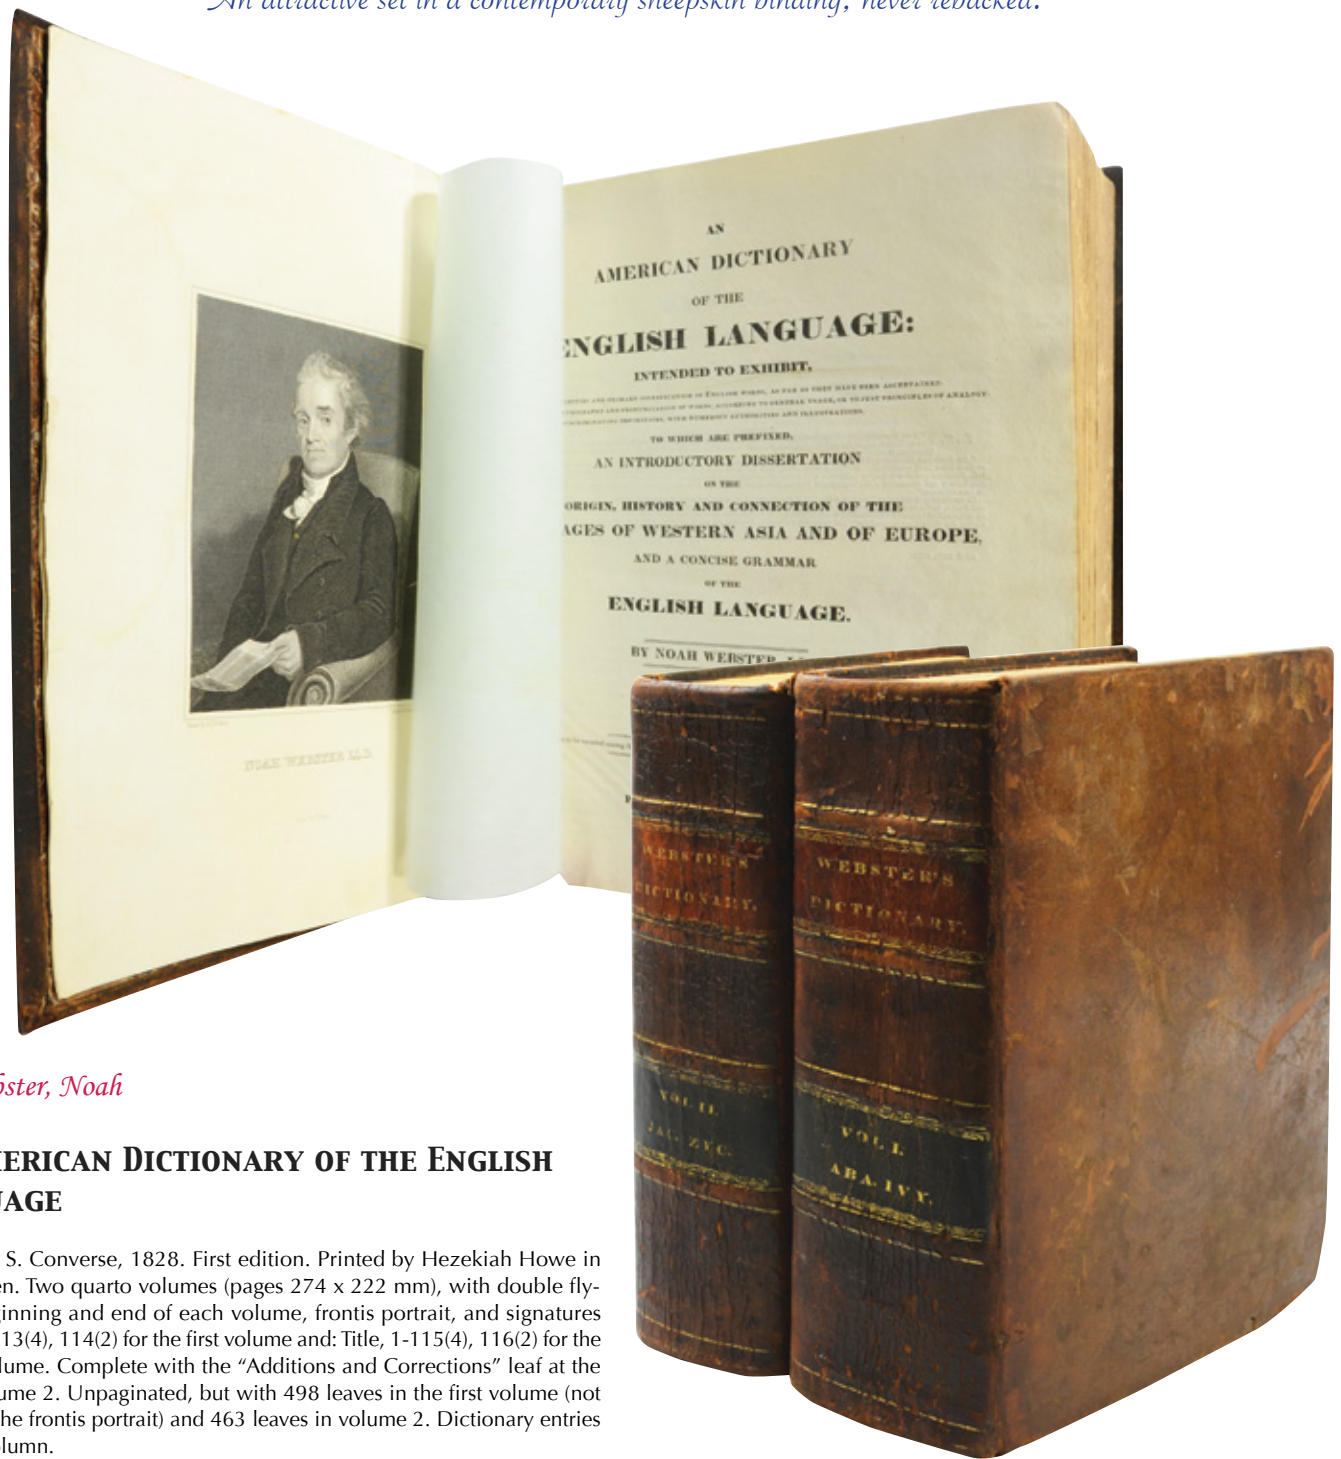 An attractive set in a contemporary sheepskin binding, never rebacked.
AN
AMERICAN DICTIONARY
OF THE
ENGLISH LANGUAGE:
INTENDED TO EXHIBIT,
TO WHICH ARE PREFIXED,
AN INTRODUCTORY DISSERTATION
ON THE
ORIGIN, HISTORY AND CONNECTION OF THE
AGES OF WESTERN ASIA AND OF EUROPE,
AND A CONCISE GRAMMAR
OF THE
ENGLISH LANGUAGE.
BY NOAH WEBSTER,
NOAH WEBSTER LL.D.
WEBSTER'S
DICTIONARY.
VOL II.
JAC. ZYC.
WEBSTER'S
DICTIONARY.
VOL I.
ABA. IVY.
bster, Noah
MERICAN DICTIONARY OF THE ENGLISH
UAGE
S. Converse, 1828. First edition. Printed by Hezekiah Howe in
en. Two quarto volumes (pages 274 x 222 mm), with double fly-
ginning and end of each volume, frontis portrait, and signatures
13(4), 114(2) for the first volume and: Title, 1-115(4), 116(2) for the
lume. Complete with the “Additions and Corrections” leaf at the
ume 2. Unpaginated, but with 498 leaves in the first volume (not
he frontis portrait) and 463 leaves in volume 2. Dictionary entries
olumn.